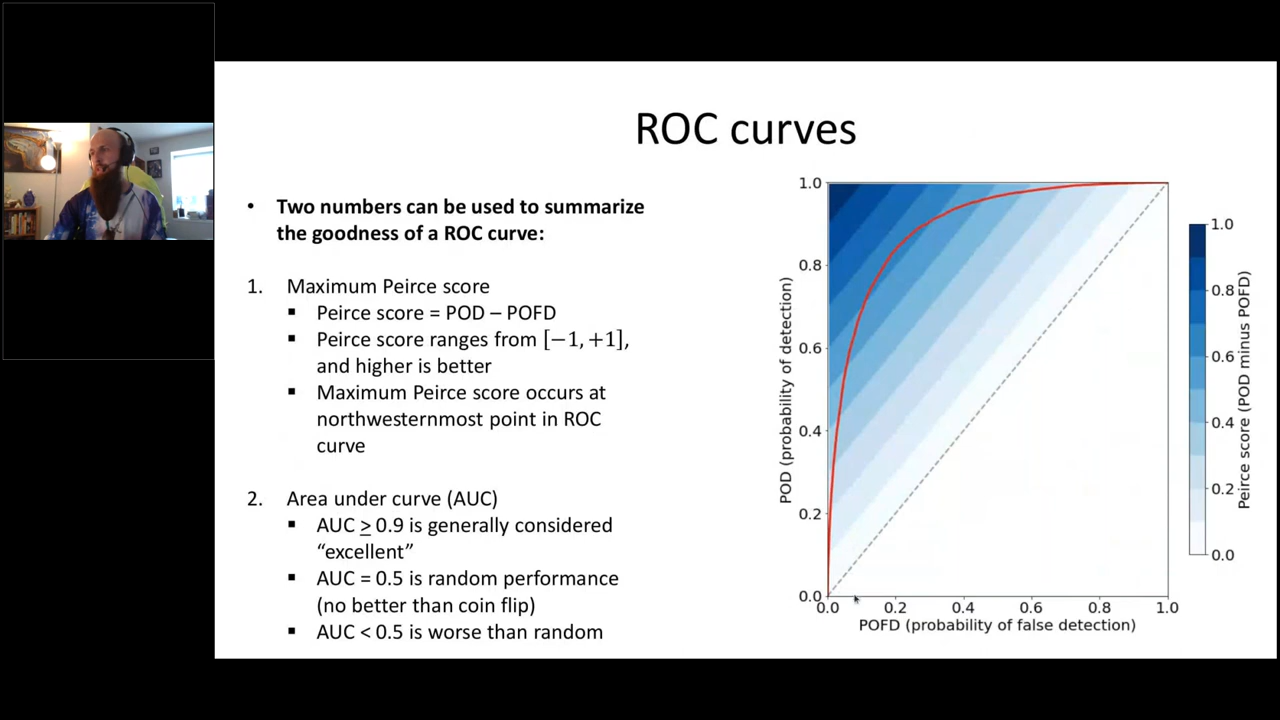 ROC curves
• Two numbers can be used to summarize
the goodness of a ROC curve:
1. Maximum Peirce score
▪ Peirce score = POD – POFD
▪ Peirce score ranges from [−1, +1],
and higher is better
▪ Maximum Peirce score occurs at
northwesternmost point in ROC
curve
2. Area under curve (AUC)
▪ AUC ≥ 0.9 is generally considered
“excellent”
▪ AUC = 0.5 is random performance
(no better than coin flip)
▪ AUC < 0.5 is worse than random
POD (probability of detection)
1.0
0.8
0.6
0.4
0.2
0.0
0.0 0.2 0.4 0.6 0.8 1.0
POFD (probability of false detection)
1.0
0.8
0.6
0.4
0.2
0.0
Peirce score (POD minus POFD)